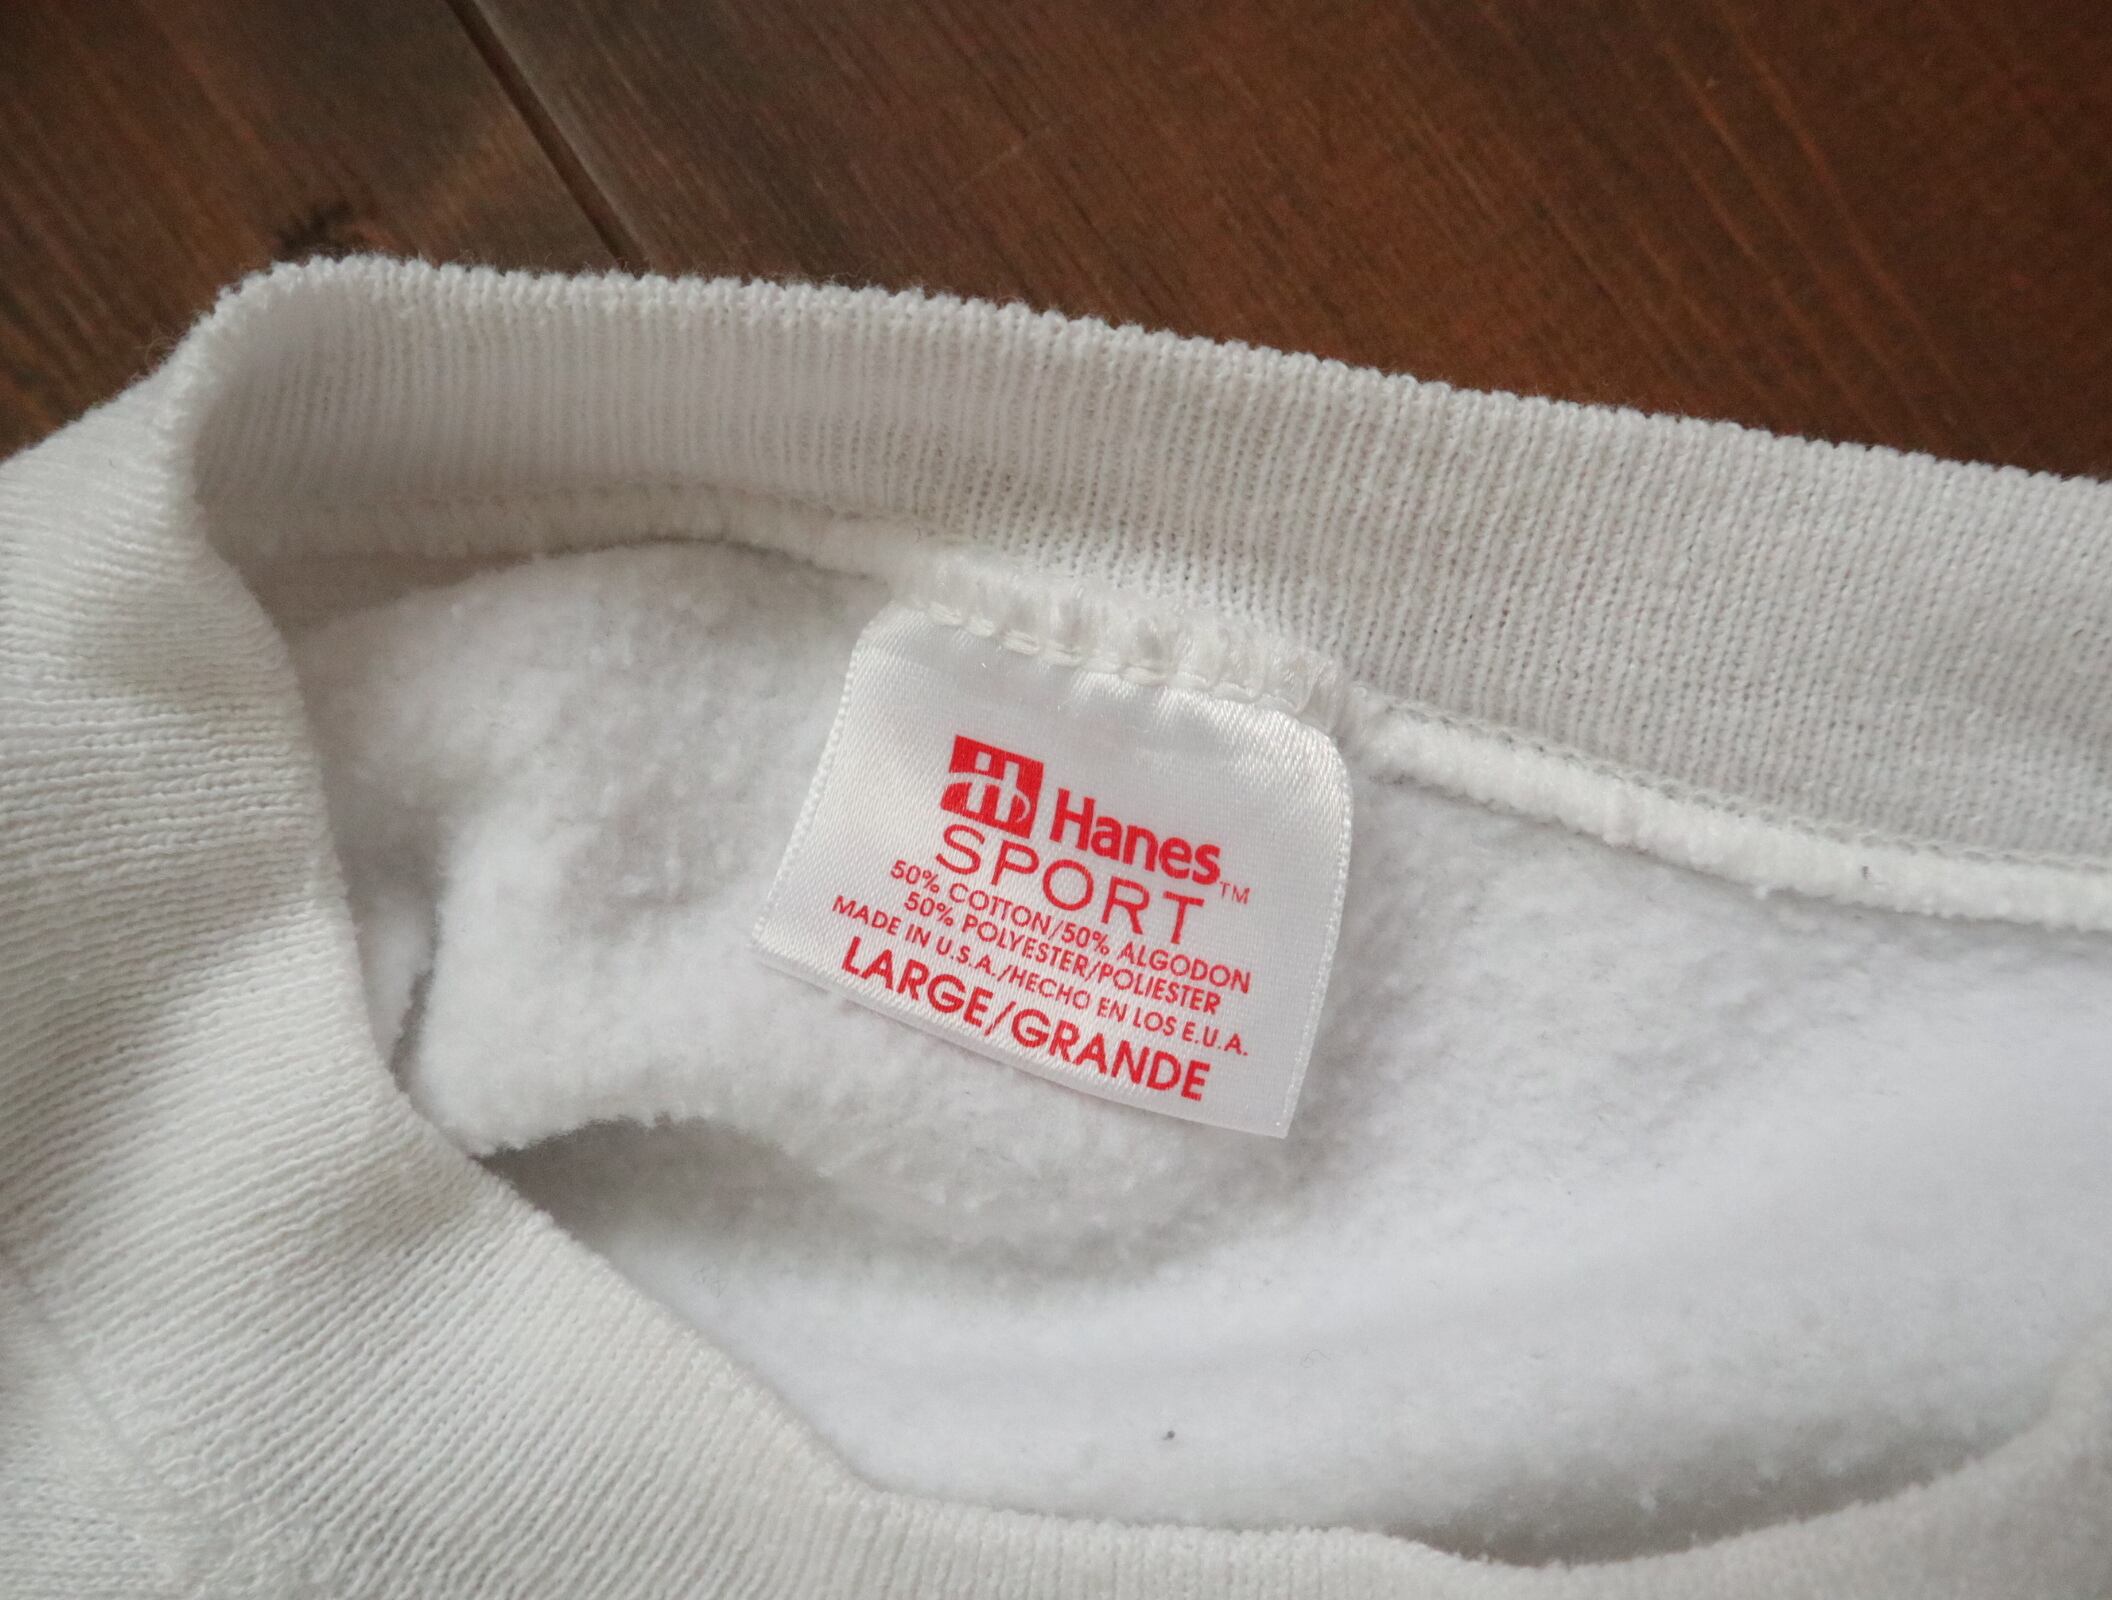 Hanes
SPORT™
50% COTTON/50% ALGODON
50% POLYESTER/POLIESTER
MADE IN U.S.A./HECHO EN LOS E.U.A.
LARGE/GRANDE